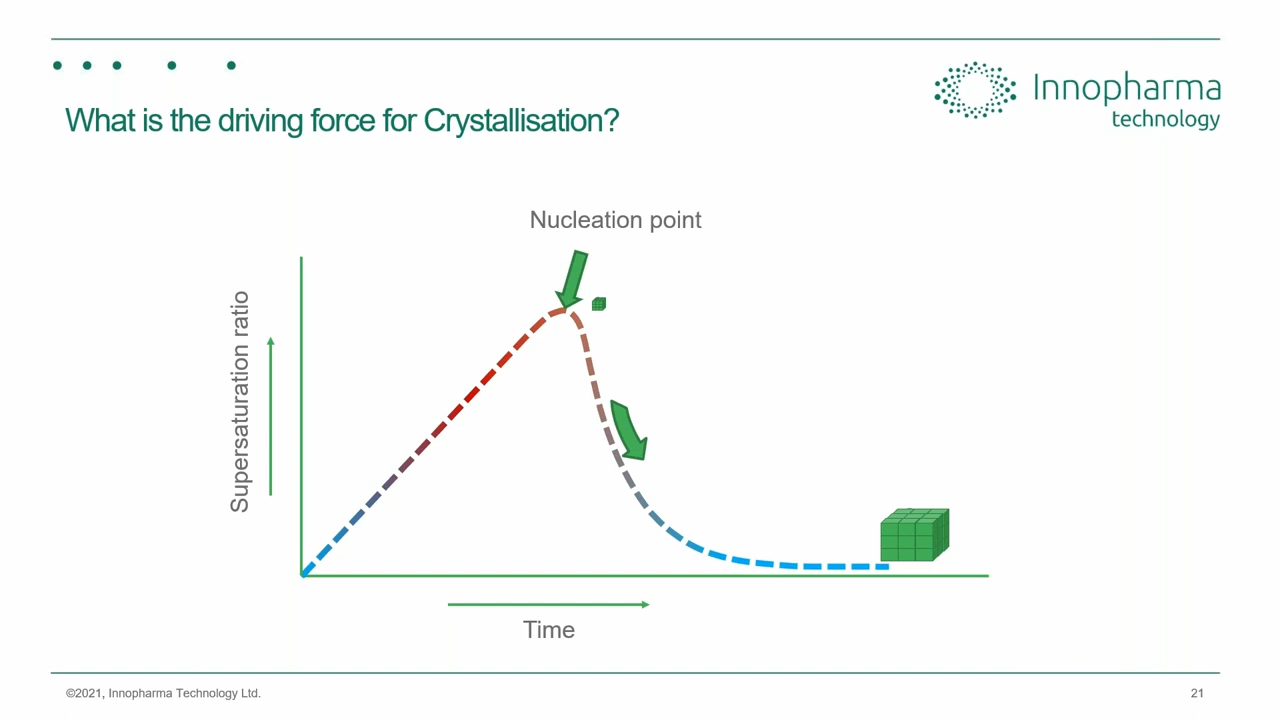 Innopharma
technology
What is the driving force for Crystallisation?
Nucleation point
Supersaturation ratio
Time
©2021, Innopharma Technology Ltd.
21